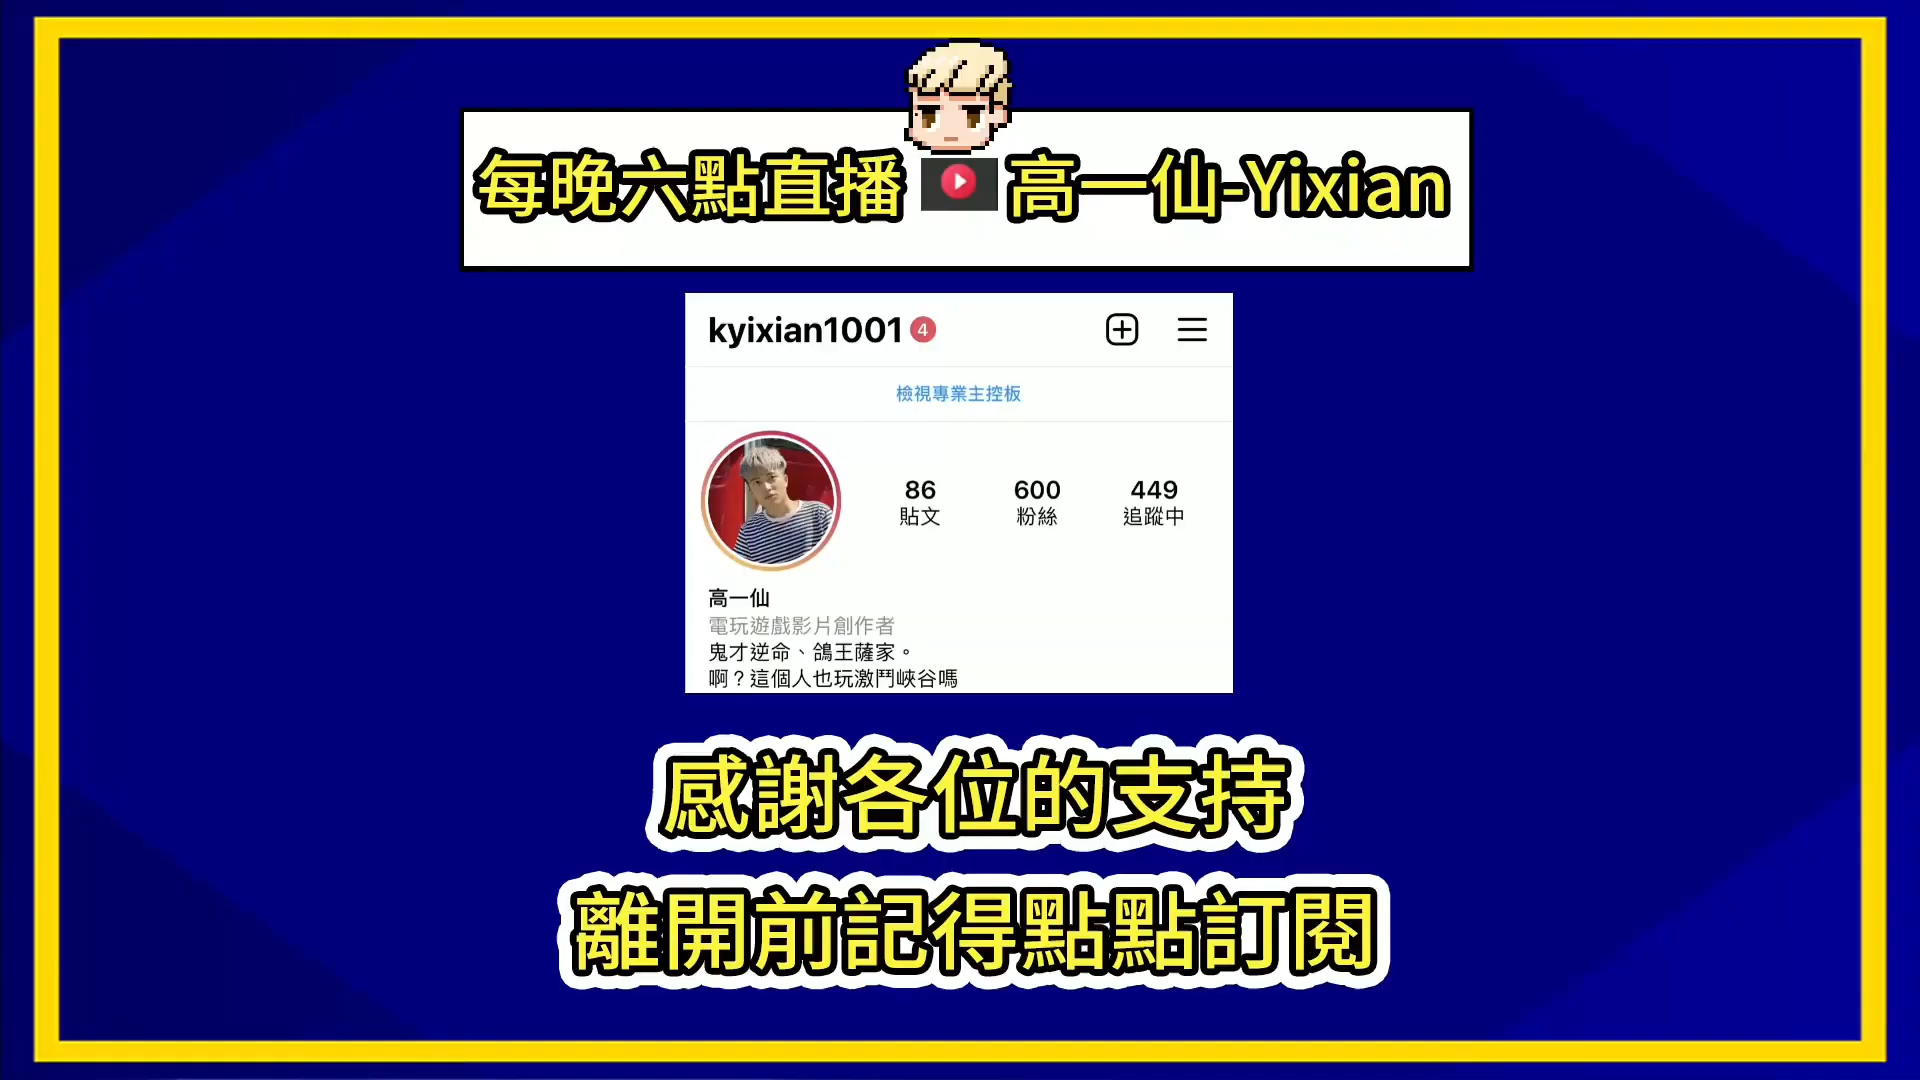 每晚六點直播 高一仙-Yixian
kyixian1001 4
檢視專業主控板
86 600 449
貼文 粉絲 追蹤中
高一仙
電玩遊戲影片創作者
鬼才逆命、鴿王薩家。
啊？這個人也玩激鬥峽谷嗎
感謝各位的支持
離開前記得點點訂閱